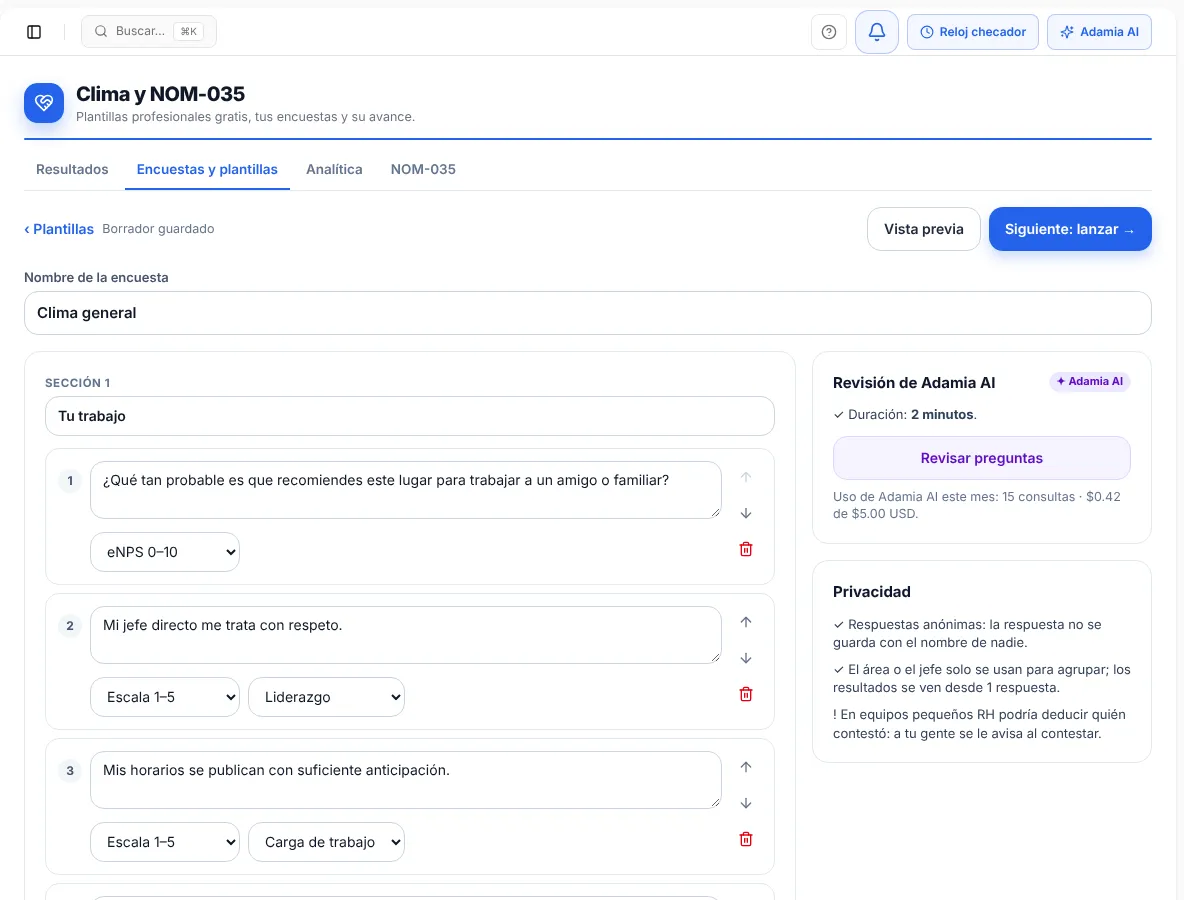 Buscar... ⌘K
Reloj checador
Adamia AI
Clima y NOM-035
Plantillas profesionales gratis, tus encuestas y su avance.
Resultados
Encuestas y plantillas
Analítica
NOM-035
‹ Plantillas
Borrador guardado
Vista previa
Siguiente: lanzar →
Nombre de la encuesta
Clima general
SECCIÓN 1
Tu trabajo
1
¿Qué tan probable es que recomiendes este lugar para trabajar a un amigo o familiar?
eNPS 0–10
2
Mi jefe directo me trata con respeto.
Escala 1–5
Liderazgo
3
Mis horarios se publican con suficiente anticipación.
Escala 1–5
Carga de trabajo
Revisión de Adamia AI
✦ Adamia AI
✓ Duración: 2 minutos.
Revisar preguntas
Uso de Adamia AI este mes: 15 consultas · $0.42
de $5.00 USD.
Privacidad
✓ Respuestas anónimas: la respuesta no se
guarda con el nombre de nadie.
✓ El área o el jefe solo se usan para agrupar; los
resultados se ven desde 1 respuesta.
! En equipos pequeños RH podría deducir quién
contestó: a tu gente se le avisa al contestar.